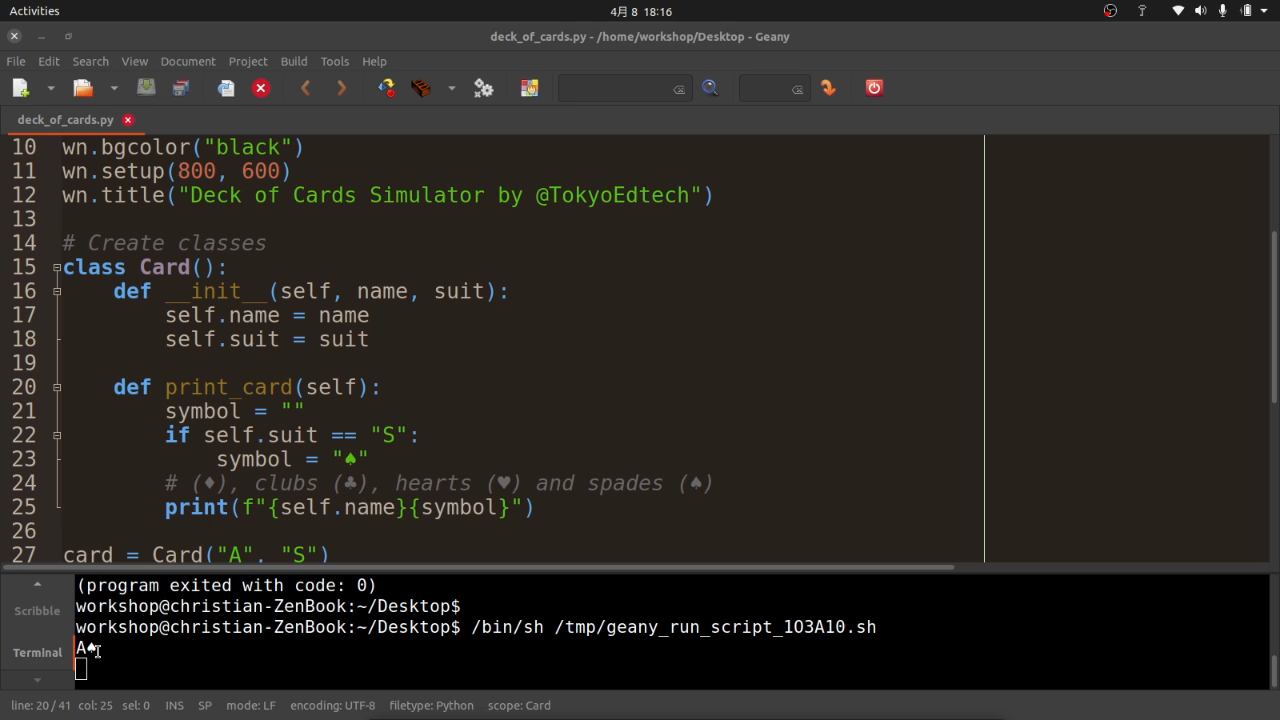 Activities
4月 8 18:16
deck_of_cards.py - /home/workshop/Desktop - Geany
File Edit Search View Document Project Build Tools Help
deck_of_cards.py
10 wn.bgcolor("black")
11 wn.setup(800, 600)
12 wn.title("Deck of Cards Simulator by @TokyoEdtech")
13
14 # Create classes
15 class Card():
16     def __init__(self, name, suit):
17         self.name = name
18         self.suit = suit
19
20     def print_card(self):
21         symbol = ""
22         if self.suit == "S":
23             symbol = "♠"
24         # (♦), clubs (♣), hearts (♥) and spades (♠)
25         print(f"{self.name}{symbol}")
26
27 card = Card("A", "S")
Scribble
Terminal
(program exited with code: 0)
workshop@christian-ZenBook:~/Desktop$
workshop@christian-ZenBook:~/Desktop$ /bin/sh /tmp/geany_run_script_1O3A10.sh
A♠
line: 20 / 41 col: 25 sel: 0 INS SP mode: LF encoding: UTF-8 filetype: Python scope: Card